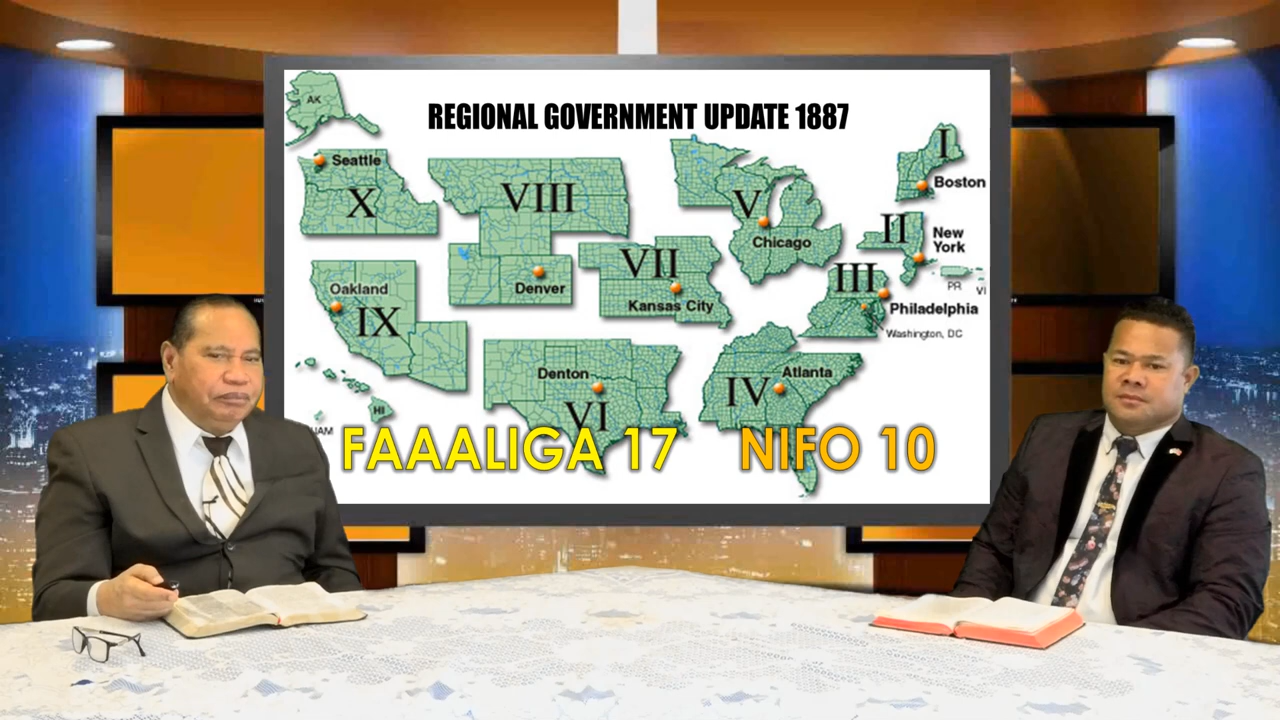 REGIONAL GOVERNMENT UPDATE 1887
AK
Seattle
X
VIII
V
Chicago
I
Boston
II
New
York
PR
VI
III
Philadelphia
Washington, DC
Oakland
IX
Denver
VII
Kansas City
Denton
VI
IV
Atlanta
HI
FAAALIGA 17 NIFO 10